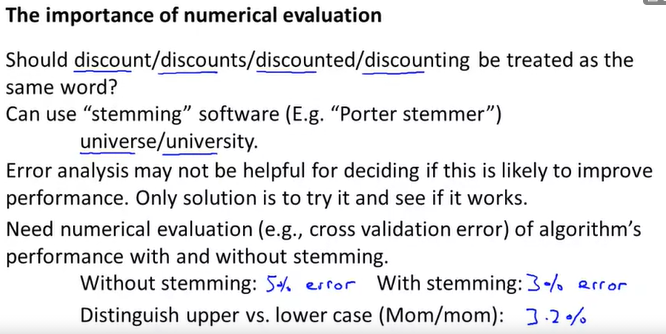 The importance of numerical evaluation
Should discount/discounts/discounted/discounting be treated as the
same word?
Can use “stemming” software (E.g. “Porter stemmer”)
universe/university.
Error analysis may not be helpful for deciding if this is likely to improve
performance. Only solution is to try it and see if it works.
Need numerical evaluation (e.g., cross validation error) of algorithm’s
performance with and without stemming.
Without stemming: 5% error With stemming: 3% error
Distinguish upper vs. lower case (Mom/mom): 3.2%